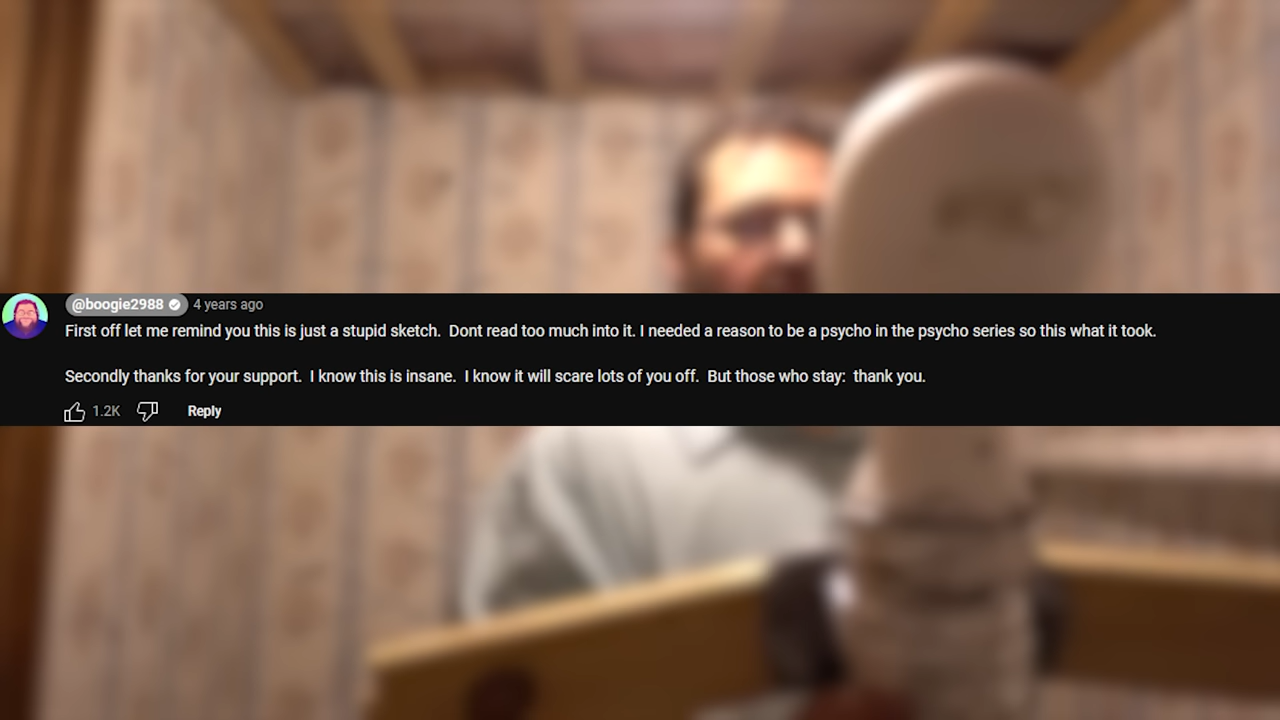 @boogie2988 4 years ago
First off let me remind you this is just a stupid sketch.  Dont read too much into it. I needed a reason to be a psycho in the psycho series so this what it took.
Secondly thanks for your support.  I know this is insane.  I know it will scare lots of you off.  But those who stay:  thank you.
1.2K Reply